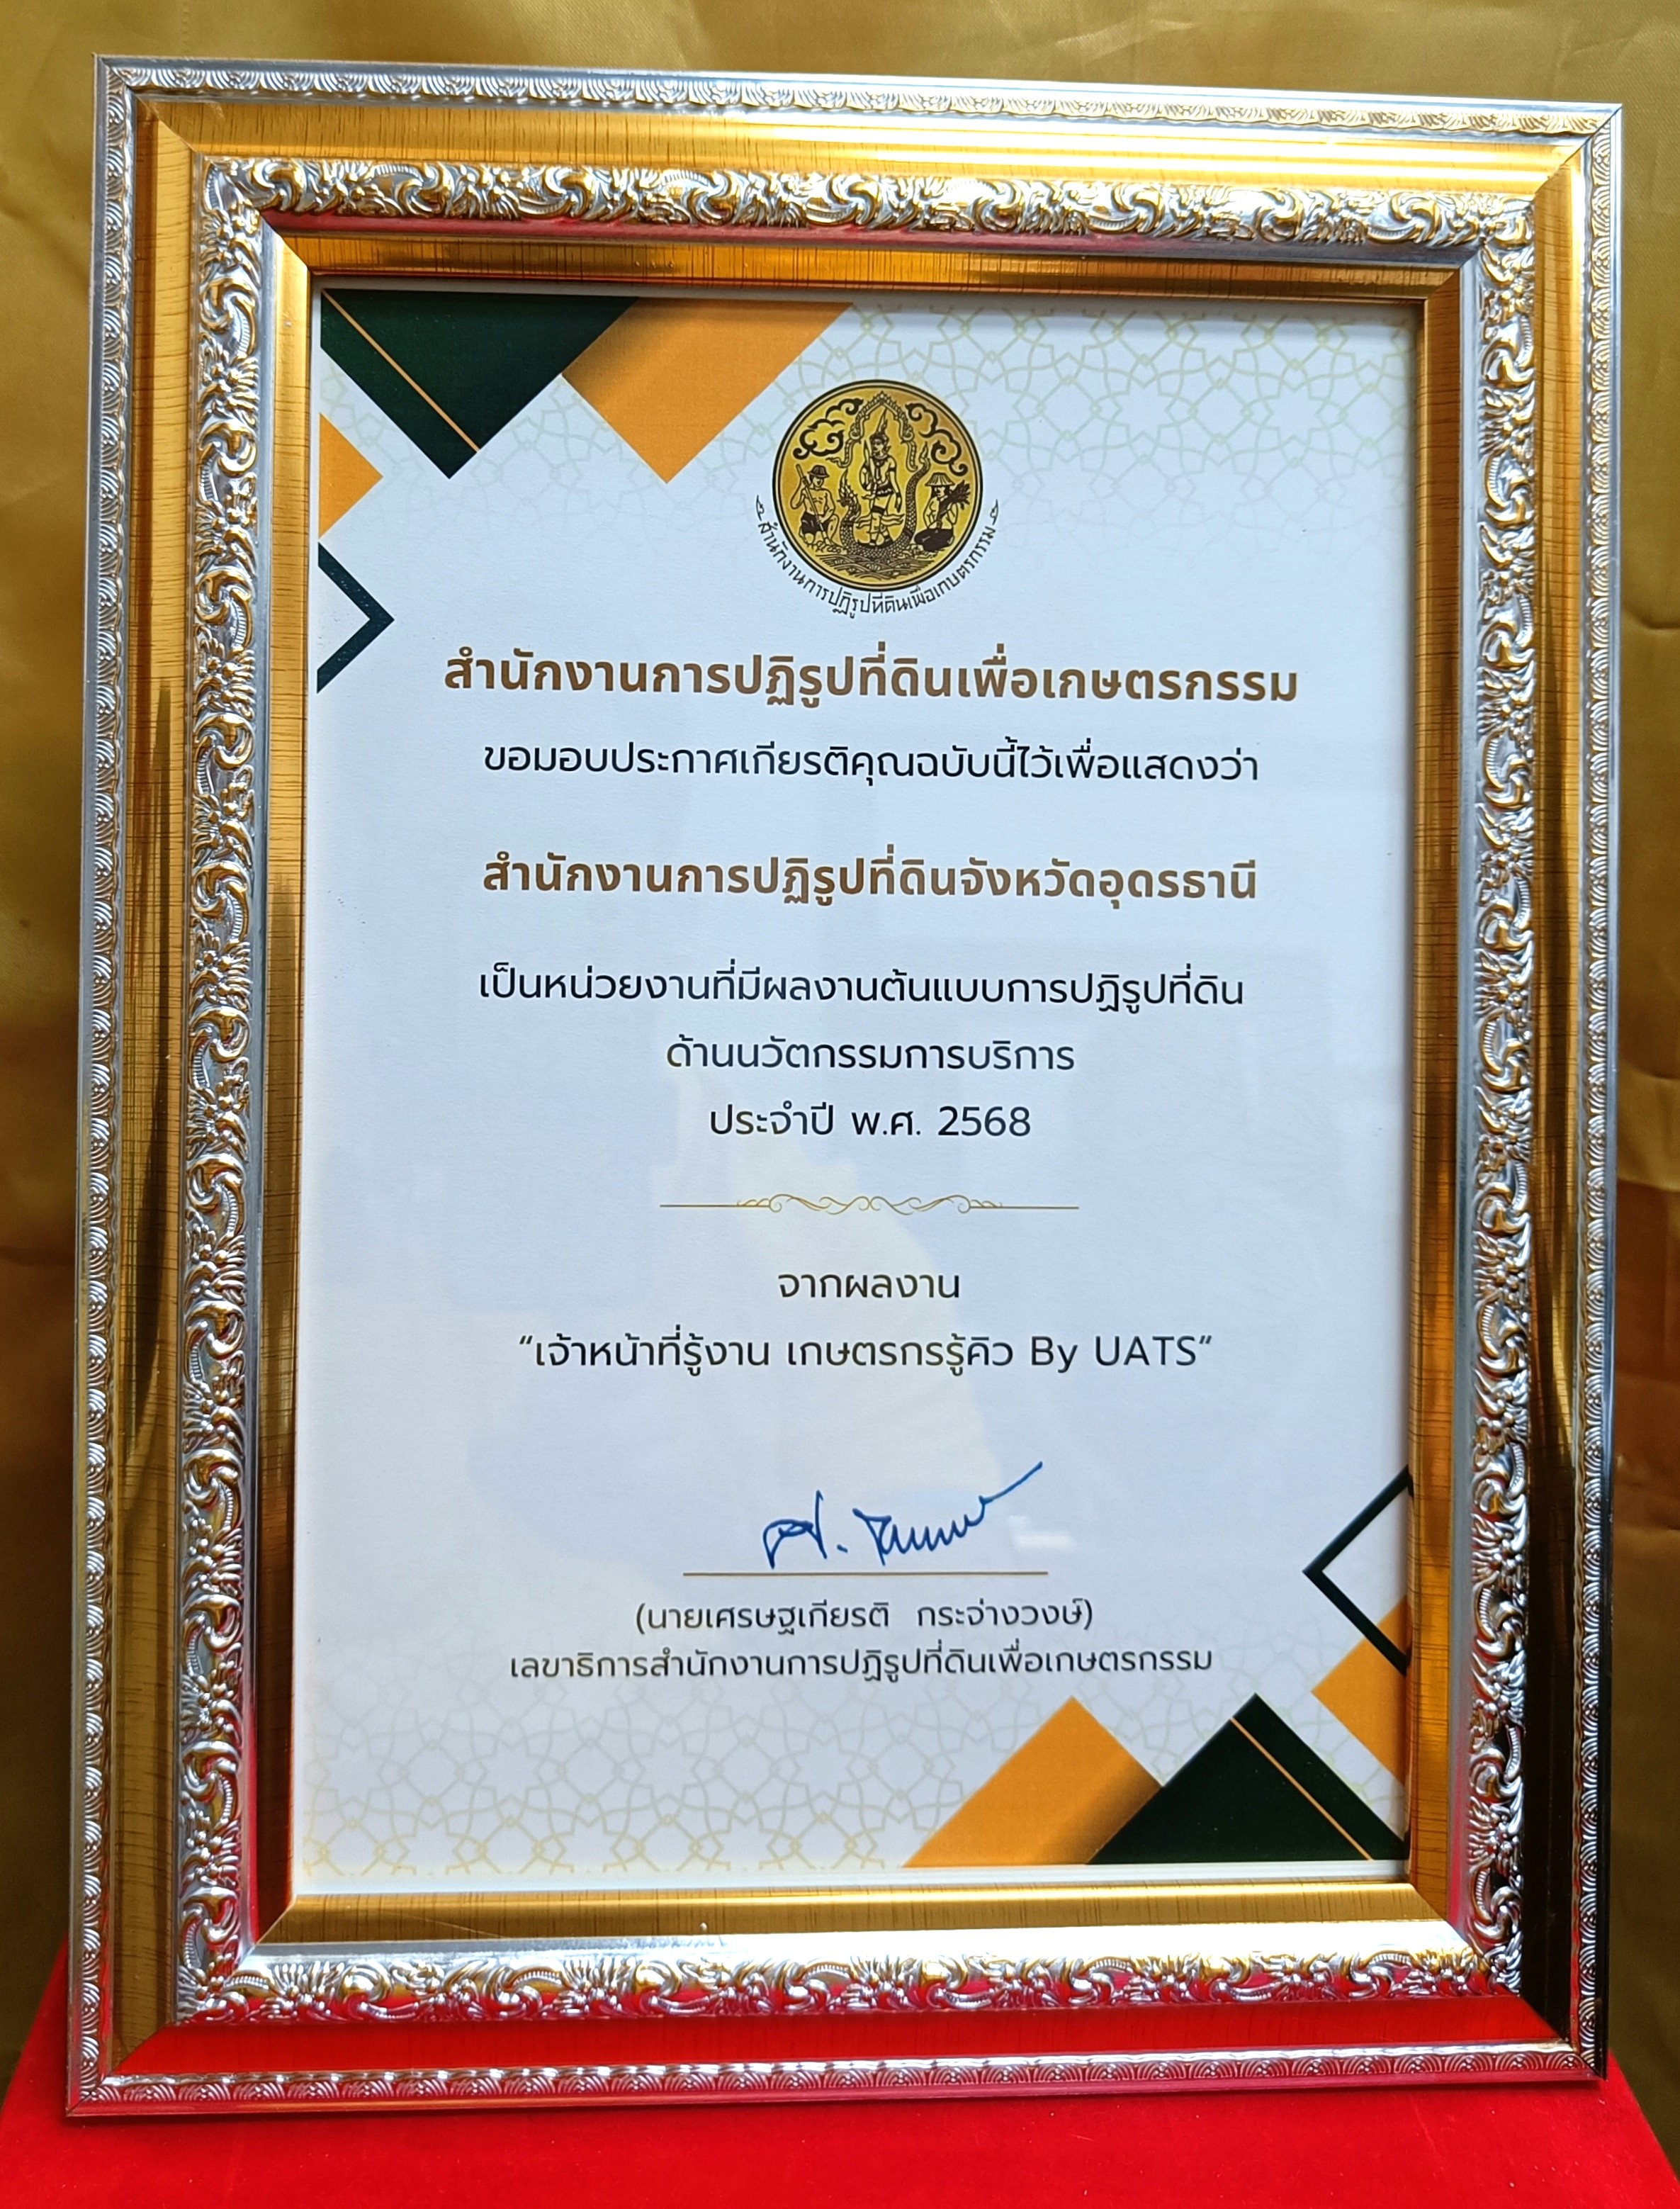 สำนักงานการปฏิรูปที่ดินเพื่อเกษตรกรรม
สำนักงานการปฏิรูปที่ดินเพื่อเกษตรกรรม
ขอมอบประกาศเกียรติคุณฉบับนี้ไว้เพื่อแสดงว่า
สำนักงานการปฏิรูปที่ดินจังหวัดอุดรธานี
เป็นหน่วยงานที่มีผลงานต้นแบบการปฏิรูปที่ดิน
ด้านนวัตกรรมการบริการ
ประจำปี พ.ศ. 2568
จากผลงาน
“เจ้าหน้าที่รู้งาน เกษตรกรรู้คิว By UATS”
(นายเศรษฐเกียรติ กระจ่างวงษ์)
เลขาธิการสำนักงานการปฏิรูปที่ดินเพื่อเกษตรกรรม